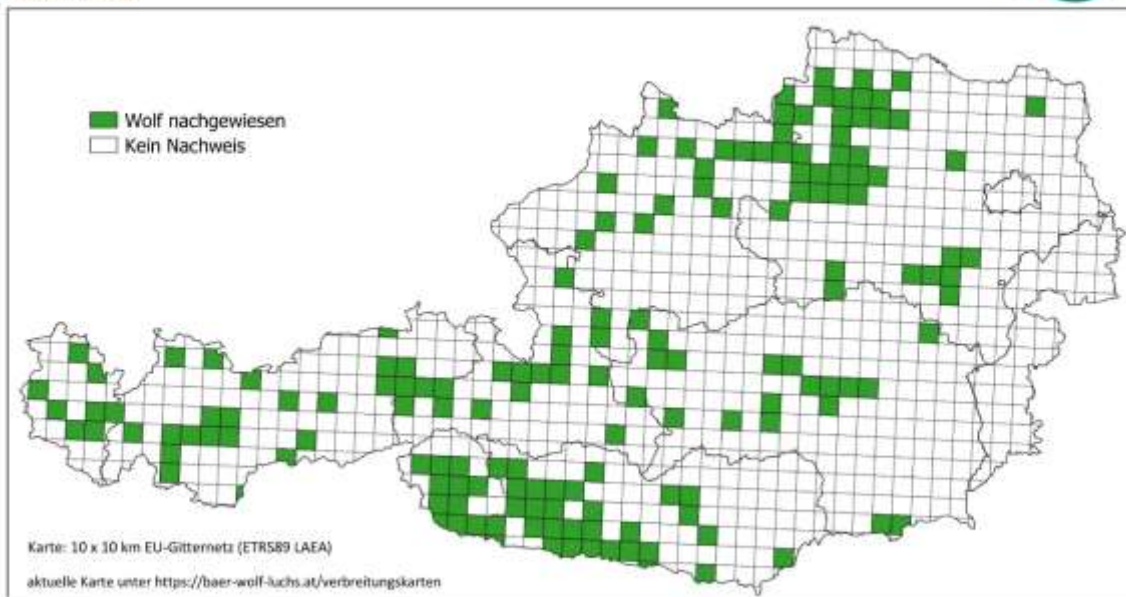 Wolf nachgewiesen
Kein Nachweis
Karte: 10 x 10 km EU-Gitternetz (ETRS89 LAEA)
aktuelle Karte unter https://baer-wolf-luchs.at/verbreitungskarten